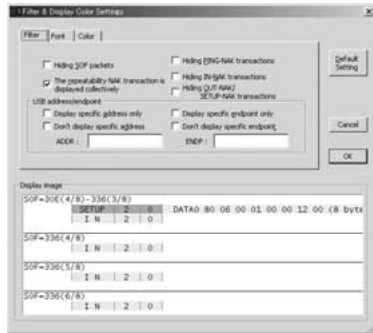 Filter & Display Color Settings
Filter Font Color
Hiding SOF packets
The repeatability NAK transaction is displayed collectively
Hiding PING-NAK transactions
Hiding IN-NAK transactions
Hiding OUT-NAK/
SETUP-NAK transactions
USB address/endpoint
Display specific address only
Don't display specific address
ADDR :
Display specific endpoint only
Don't display specific endpoint
ENDP :
Default
Setting
Cancel
OK
Display image
SOF=30E(4/8)-336(3/8)
SETUP 2 0 DATA0 80 06 00 01 00 00 12 00 (8 byte
I N 2 0
SOF=336(4/8)
I N 2 0
SOF=336(5/8)
I N 2 0
SOF=336(6/8)
I N 2 0